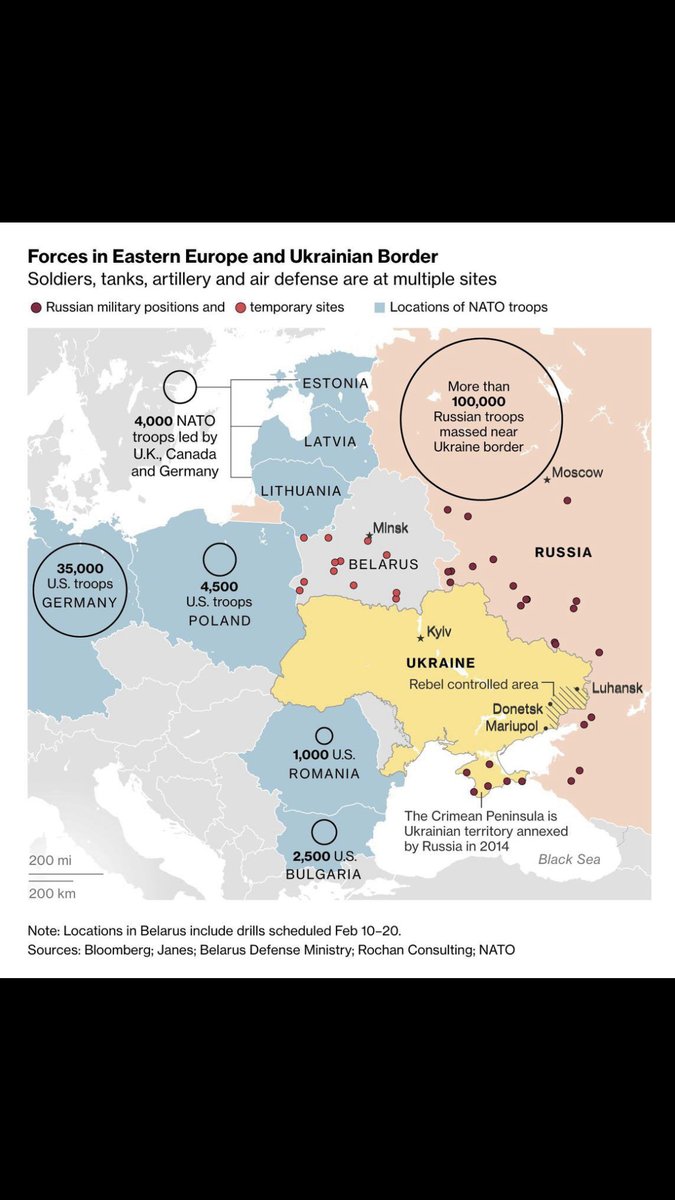 Forces in Eastern Europe and Ukrainian Border
Soldiers, tanks, artillery and air defense are at multiple sites
Russian military positions and temporary sites Locations of NATO troops
4,000 NATO
troops led by
U.K., Canada
and Germany
ESTONIA
LATVIA
LITHUANIA
More than
100,000
Russian troops
massed near
Ukraine border
Moscow
Minsk
BELARUS
RUSSIA
35,000
U.S. troops
GERMANY
4,500
U.S. troops
POLAND
Kyiv
UKRAINE
Rebel controlled area
Luhansk
Donetsk
Mariupol
1,000 U.S.
ROMANIA
2,500 U.S.
BULGARIA
The Crimean Peninsula is
Ukrainian territory annexed
by Russia in 2014
Black Sea
200 mi
200 km
Note: Locations in Belarus include drills scheduled Feb 10–20.
Sources: Bloomberg; Janes; Belarus Defense Ministry; Rochan Consulting; NATO